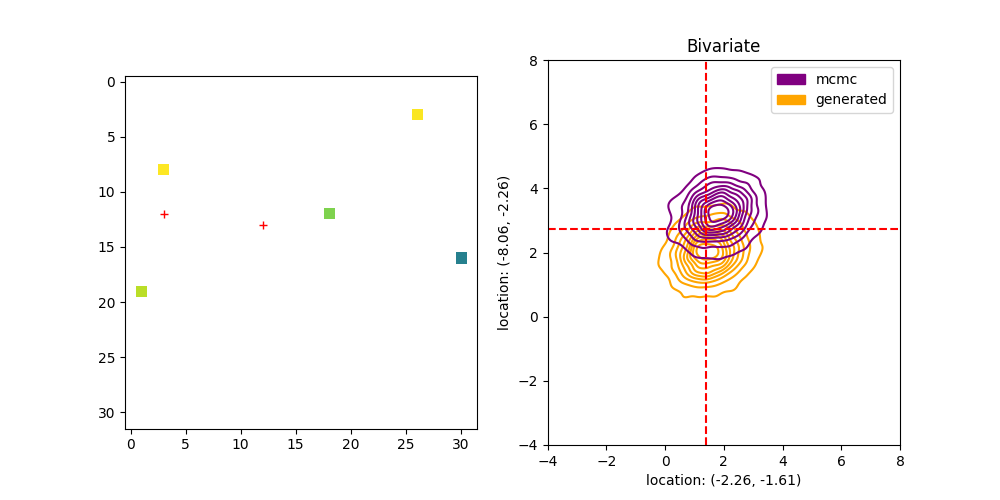 0
5
10
15
20
25
30
0 5 10 15 20 25 30
Bivariate
mcmc
generated
8
6
4
2
0
−2
−4
−4 −2 0 2 4 6 8
location: (-8.06, -2.26)
location: (-2.26, -1.61)